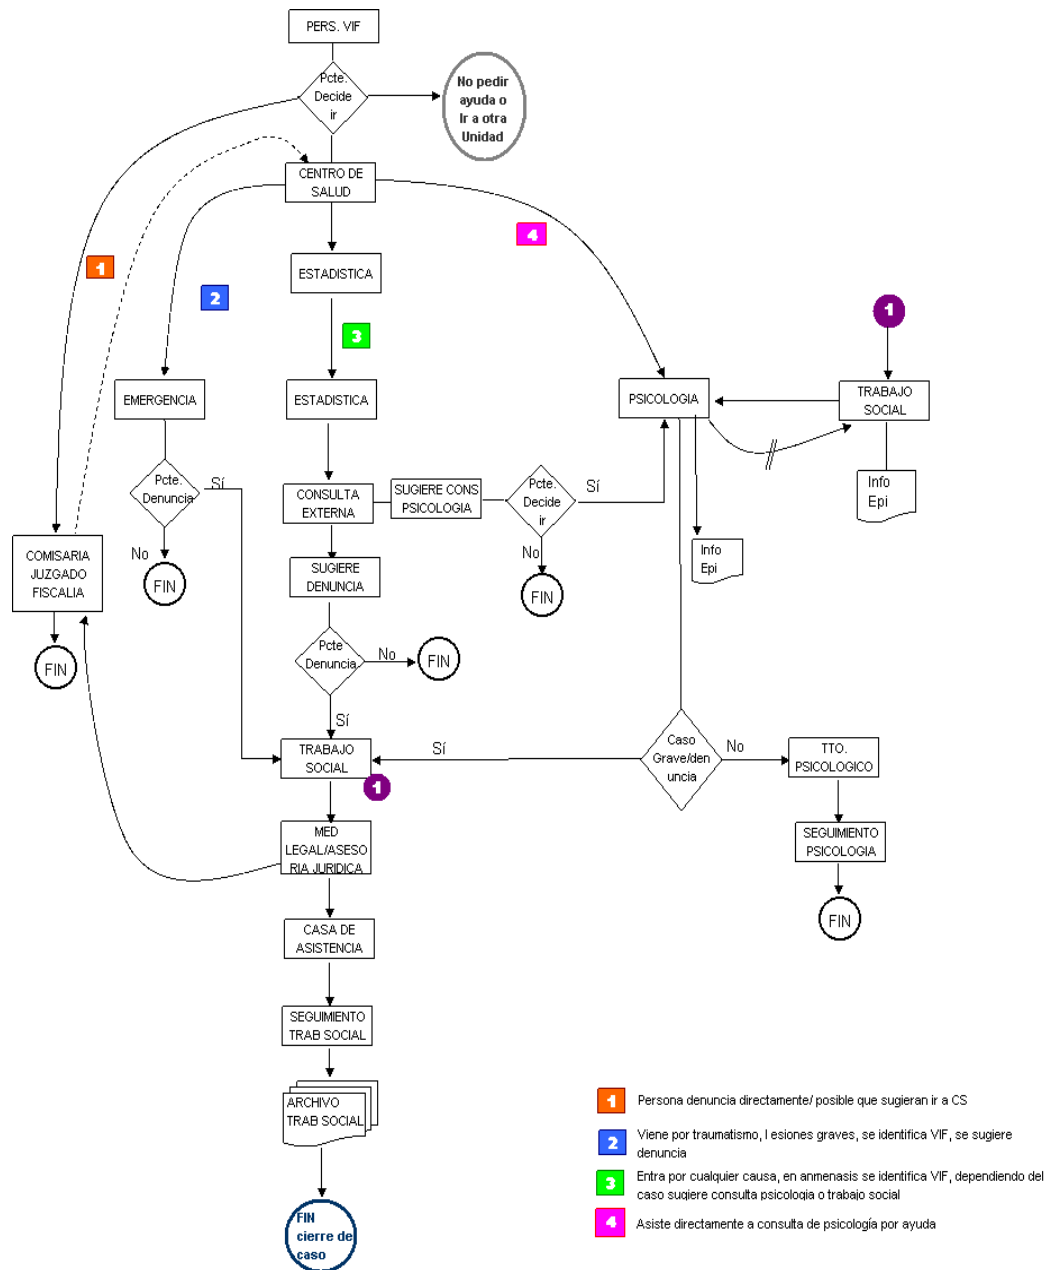 PERS. VIF
Pcte.
Decide
ir
No pedir
ayuda o
Ir a otra
Unidad
CENTRO DE
SALUD
4
1
ESTADISTICA
2
1
3
EMERGENCIA
ESTADISTICA
PSICOLOGIA
TRABAJO
SOCIAL
Pcte.
Denuncia
Sí
CONSULTA
EXTERNA
SUGIERE CONS
PSICOLOGIA
Pcte.
Decide
ir
Sí
Info
Epi
No
COMISARIA
JUZGADO
FISCALIA
FIN
SUGIERE
DENUNCIA
No
FIN
Info
Epi
FIN
Pcte
Denuncia
No
FIN
Sí
TRABAJO
SOCIAL
1
Sí
Caso
Grave/den
uncia
No
TTO.
PSICOLOGICO
MED
LEGAL/ASESO
RIA JURIDICA
SEGUIMIENTO
PSICOLOGIA
FIN
CASA DE
ASISTENCIA
SEGUIMIENTO
TRAB SOCIAL
ARCHIVO
TRAB SOCIAL
FIN
cierre de
caso
1 Persona denuncia directamente/ posible que sugieran ir a CS
2 Viene por traumatismo, l esiones graves, se identifica VIF, se sugiere
denuncia
3 Entra por cualquier causa, en anmenasis se identifica VIF, dependiendo del
caso sugiere consulta psicologia o trabajo social
4 Asiste directamente a consulta de psicología por ayuda